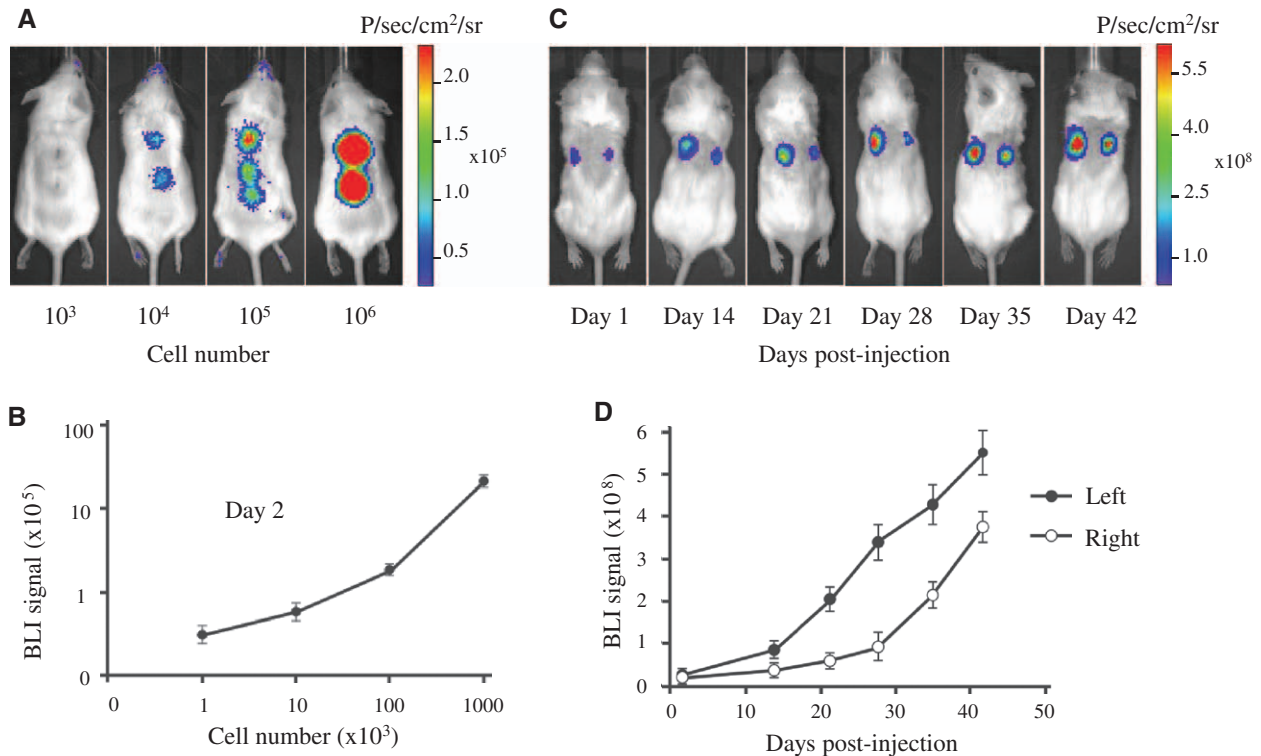 A
P/sec/cm²/sr
2.0
1.5
x10⁵
1.0
0.5
10³ 10⁴ 10⁵ 10⁶
Cell number
C
P/sec/cm²/sr
5.5
4.0
x10⁸
2.5
1.0
Day 1 Day 14 Day 21 Day 28 Day 35 Day 42
Days post-injection
B
BLI signal (x10⁵)
100
10
1
0
Day 2
0 1 10 100 1000
Cell number (x10³)
D
BLI signal (x10⁸)
6
5
4
3
2
1
0
Left
Right
0 10 20 30 40 50
Days post-injection